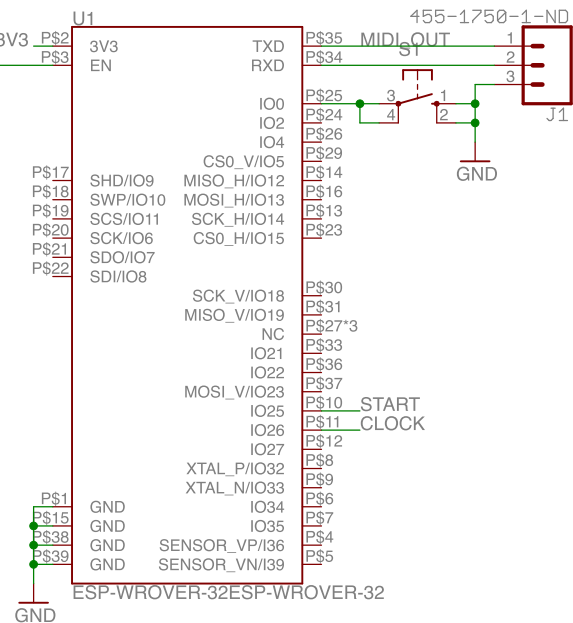 U1
455-1750-1-ND
3V3 P$2 3V3 TXD P$35 MIDI_OUT 1
S1
P$3 EN RXD P$34 2
3
IO0 P$25 3 1
J1
IO2 P$24 4 2
IO4 P$26
CS0_V/IO5 P$29
GND
P$17 SHD/IO9 MISO_H/IO12 P$14
P$18 SWP/IO10 MOSI_H/IO13 P$16
P$19 SCS/IO11 SCK_H/IO14 P$13
P$20 SCK/IO6 CS0_H/IO15 P$23
P$21 SDO/IO7
P$22 SDI/IO8
SCK_V/IO18 P$30
MISO_V/IO19 P$31
NC P$27*3
IO21 P$33
IO22 P$36
MOSI_V/IO23 P$37
IO25 P$10 START
IO26 P$11 CLOCK
IO27 P$12
XTAL_P/IO32 P$8
XTAL_N/IO33 P$9
P$1 GND IO34 P$6
P$15 GND IO35 P$7
P$38 GND SENSOR_VP/I36 P$4
P$39 GND SENSOR_VN/I39 P$5
ESP-WROVER-32ESP-WROVER-32
GND